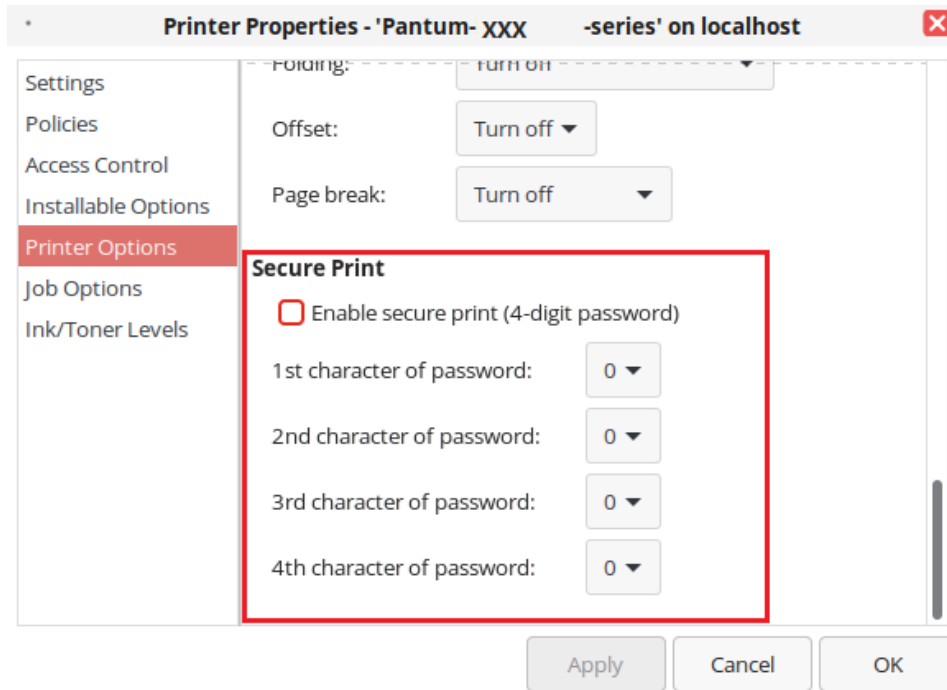 Printer Properties - 'Pantum- XXX -series' on localhost
Settings
Policies
Access Control
Installable Options
Printer Options
Job Options
Ink/Toner Levels
Folding: Turn off
Offset: Turn off
Page break: Turn off
Secure Print
Enable secure print (4-digit password)
1st character of password: 0
2nd character of password: 0
3rd character of password: 0
4th character of password: 0
Apply Cancel OK